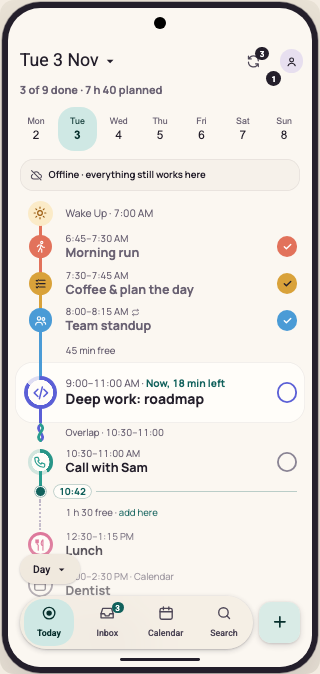 Tue 3 Nov
3
1
3 of 9 done · 7 h 40 planned
Mon Tue Wed Thu Fri Sat Sun
2 3 4 5 6 7 8
Offline · everything still works here
Wake Up · 7:00 AM
6:45–7:30 AM
Morning run
7:30–7:45 AM
Coffee & plan the day
8:00–8:15 AM
Team standup
45 min free
9:00–11:00 AM · Now, 18 min left
Deep work: roadmap
Overlap · 10:30–11:00
10:30–11:00 AM
Call with Sam
10:42
1 h 30 free · add here
12:30–1:15 PM
Lunch
Day
–2:30 PM · Calendar
Dentist
3
Today Inbox Calendar Search